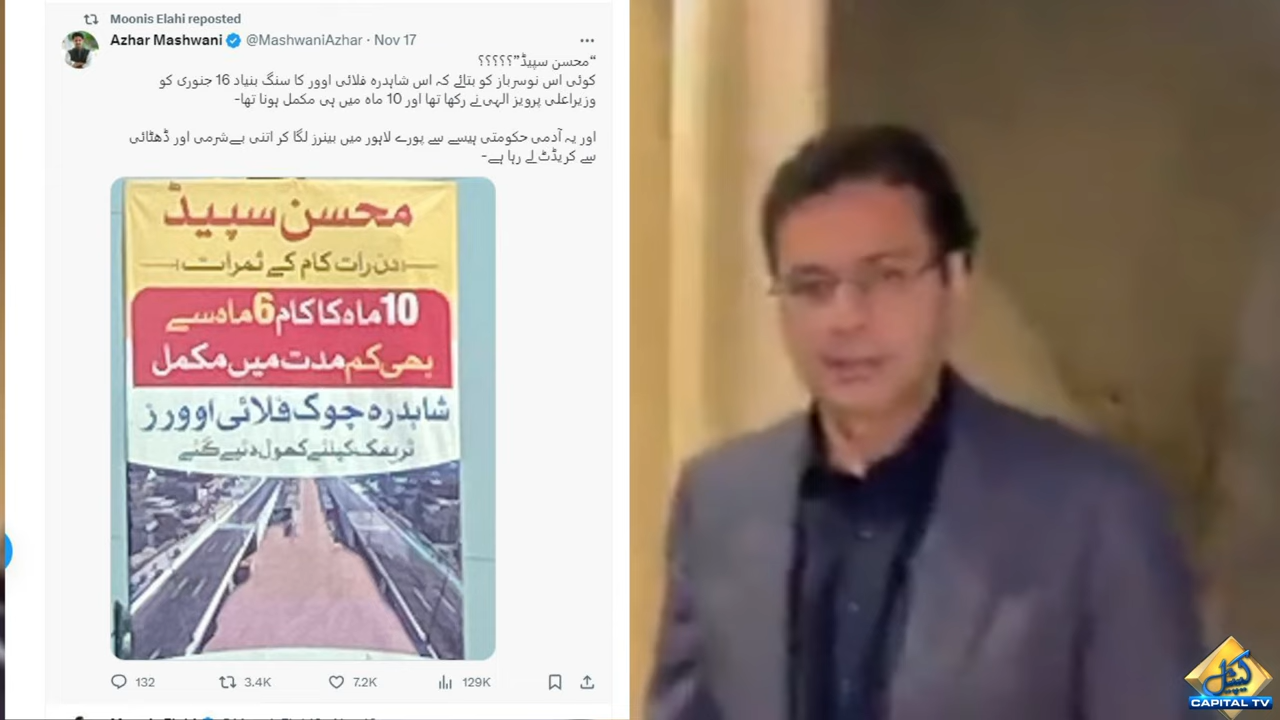 Moonis Elahi reposted
Azhar Mashwani @MashwaniAzhar · Nov 17
“محسن سپیڈ”؟؟؟؟؟
کوئی اس نوسرباز کو بتائے کہ اس شاہدرہ فلائی اوور کا سنگ بنیاد 16 جنوری کو
وزیراعلی پرویز الہی نے رکھا تھا اور 10 ماہ میں ہی مکمل ہونا تھا-
اور یہ آدمی حکومتی پیسے سے پورے لاہور میں بینرز لگا کر اتنی بےشرمی اور ڈھٹائی
سے کریڈٹ لے رہا ہے-
محسن سپیڈ
دن رات کام کے ثمرات
10 ماہ کا کام 6 ماہ سے
بھی کم مدت میں مکمل
شاہدرہ چوک فلائی اوورز
ٹریفک کیلئے کھول دئیے گئے
132 3.4K 7.2K 129K
کیپٹل
CAPITAL TV